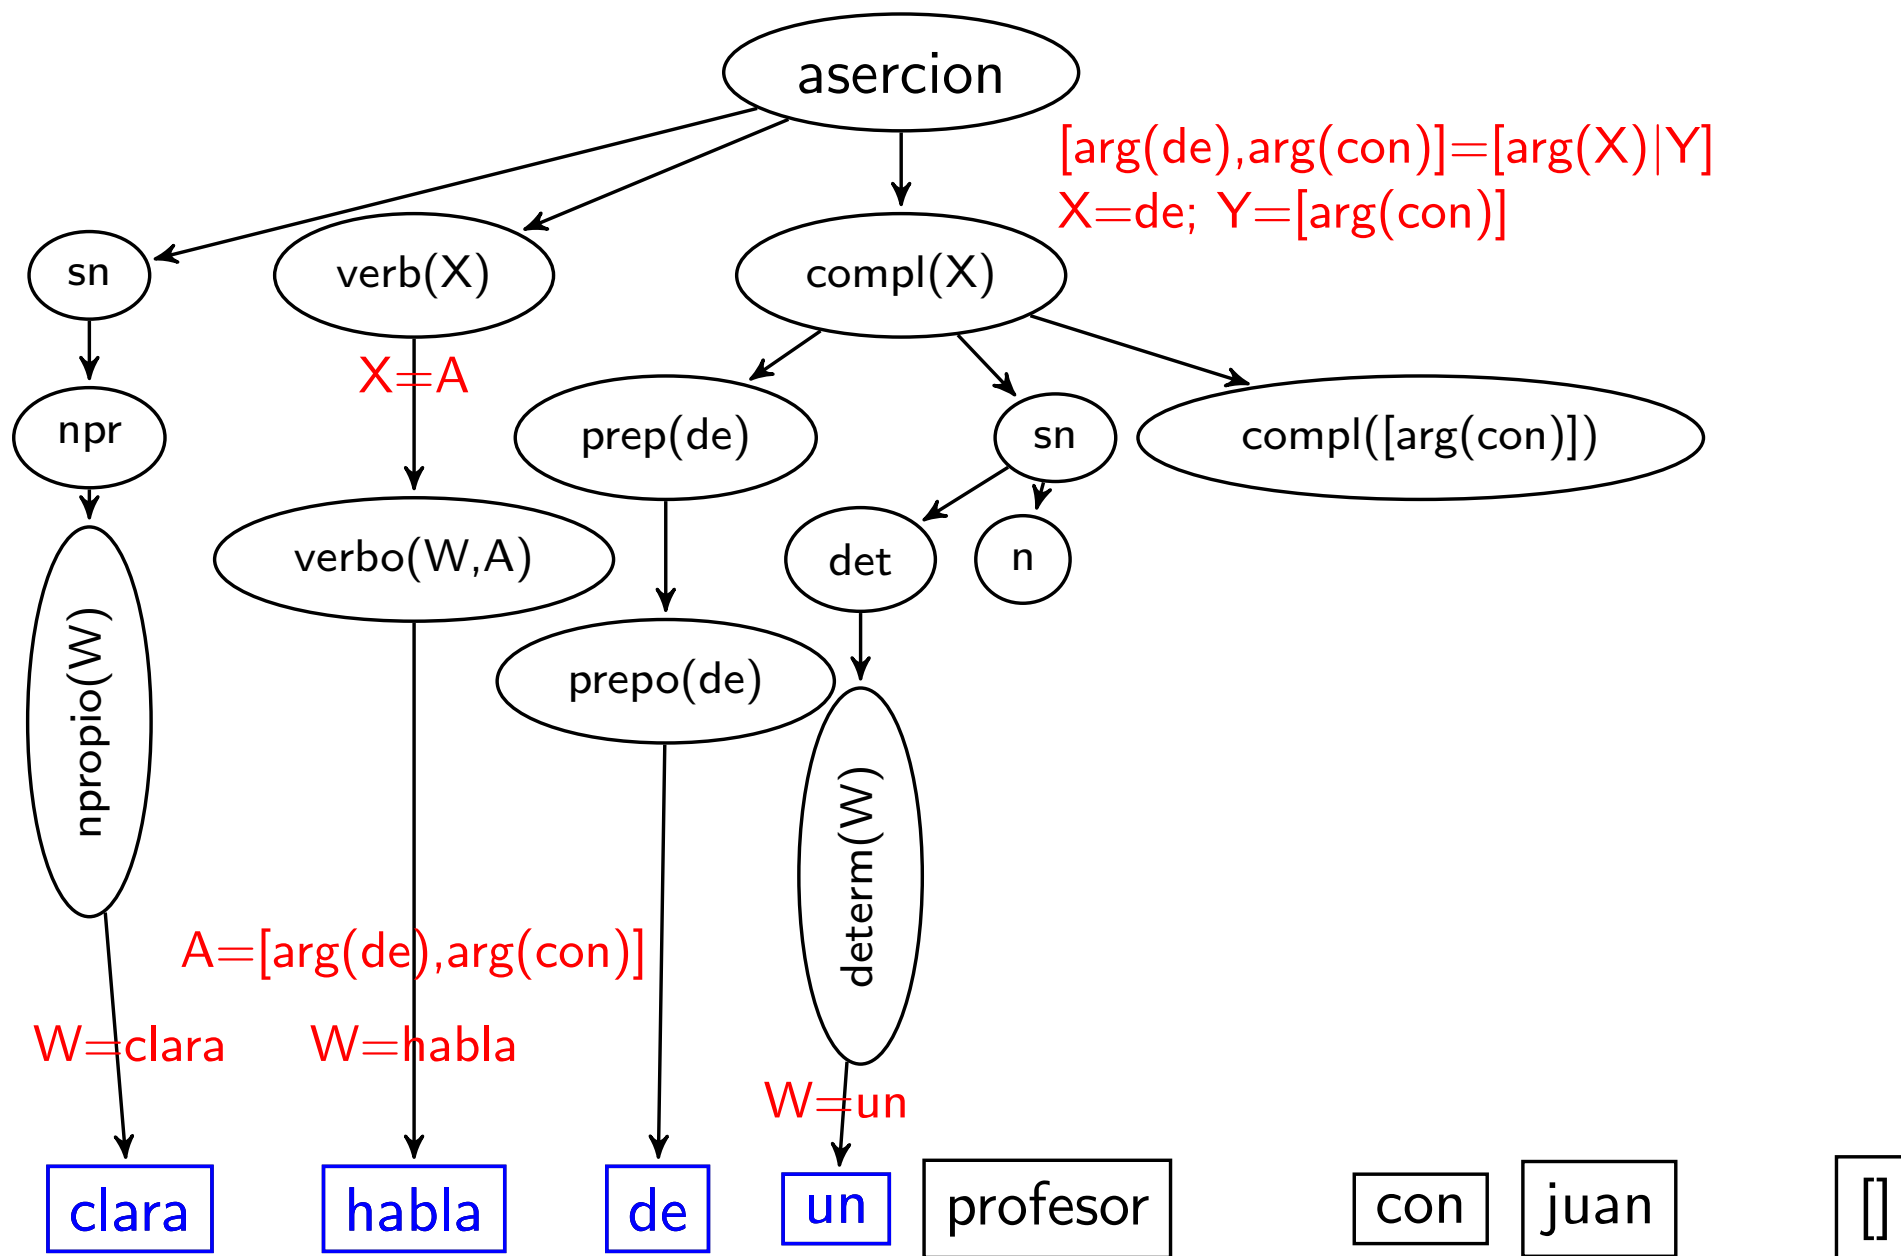 asercion
[arg(de),arg(con)]=[arg(X)|Y]
X=de; Y=[arg(con)]
sn
verb(X)
compl(X)
X=A
npr
prep(de)
sn
compl([arg(con)])
verbo(W,A)
det
n
npropio(W)
prepo(de)
determ(W)
A=[arg(de),arg(con)]
W=clara
W=habla
W=un
clara
habla
de
un
profesor
con
juan
[]